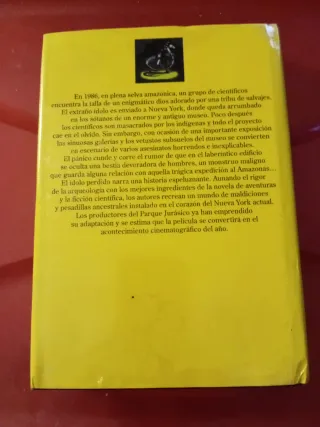 En 1986, en plena selva amazónica, un grupo de científicos
encuentra la talla de un enigmático dios adorado por una tribu de salvajes.
El extraño ídolo es enviado a Nueva York, donde queda arrumbado
en los sótanos de un enorme y antiguo museo. Poco después
los científicos son masacrados por los indígenas y todo el proyecto
cae en el olvido. Sin embargo, con ocasión de una importante exposición
las sinuosas galerías y los vetustos subsuelos del museo se convierten
en escenario de varios asesinatos horrendos e inexplicables.
El pánico cunde y corre el rumor de que en el laberíntico edificio
se oculta una bestia devoradora de hombres, un monstruo maligno
que guarda alguna relación con aquella trágica expedición al Amazonas...
El ídolo perdido narra una historia espeluznante. Aunando el rigor
de la arqueología con los mejores ingredientes de la novela de aventuras
y la ficción científica, los autores recrean un mundo de maldiciones
y pesadillas ancestrales instalado en el corazón del Nueva York actual.
Los productores del Parque Jurásico ya han emprendido
su adaptación y se estima que la película se convertirá en el
acontecimiento cinematográfico del año.